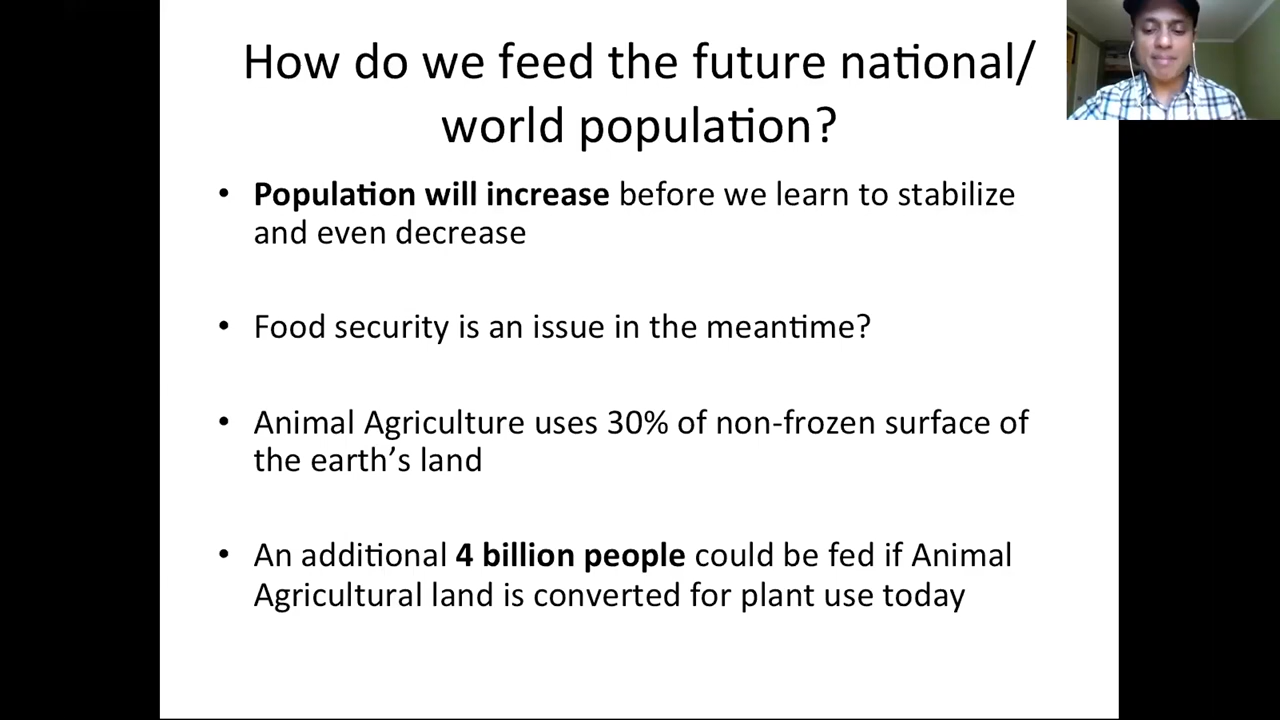 How do we feed the future national/
world population?
• Population will increase before we learn to stabilize
and even decrease
• Food security is an issue in the meantime?
• Animal Agriculture uses 30% of non-frozen surface of
the earth’s land
• An additional 4 billion people could be fed if Animal
Agricultural land is converted for plant use today